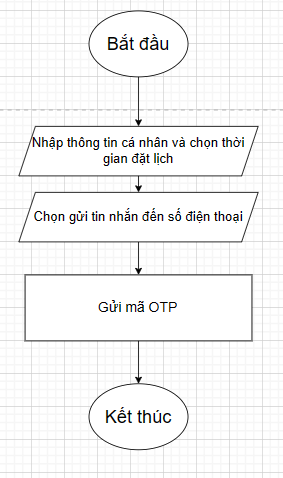 Bắt đầu
Nhập thông tin cá nhân và chọn thời
gian đặt lịch
Chọn gửi tin nhắn đến số điện thoại
Gửi mã OTP
Kết thúc